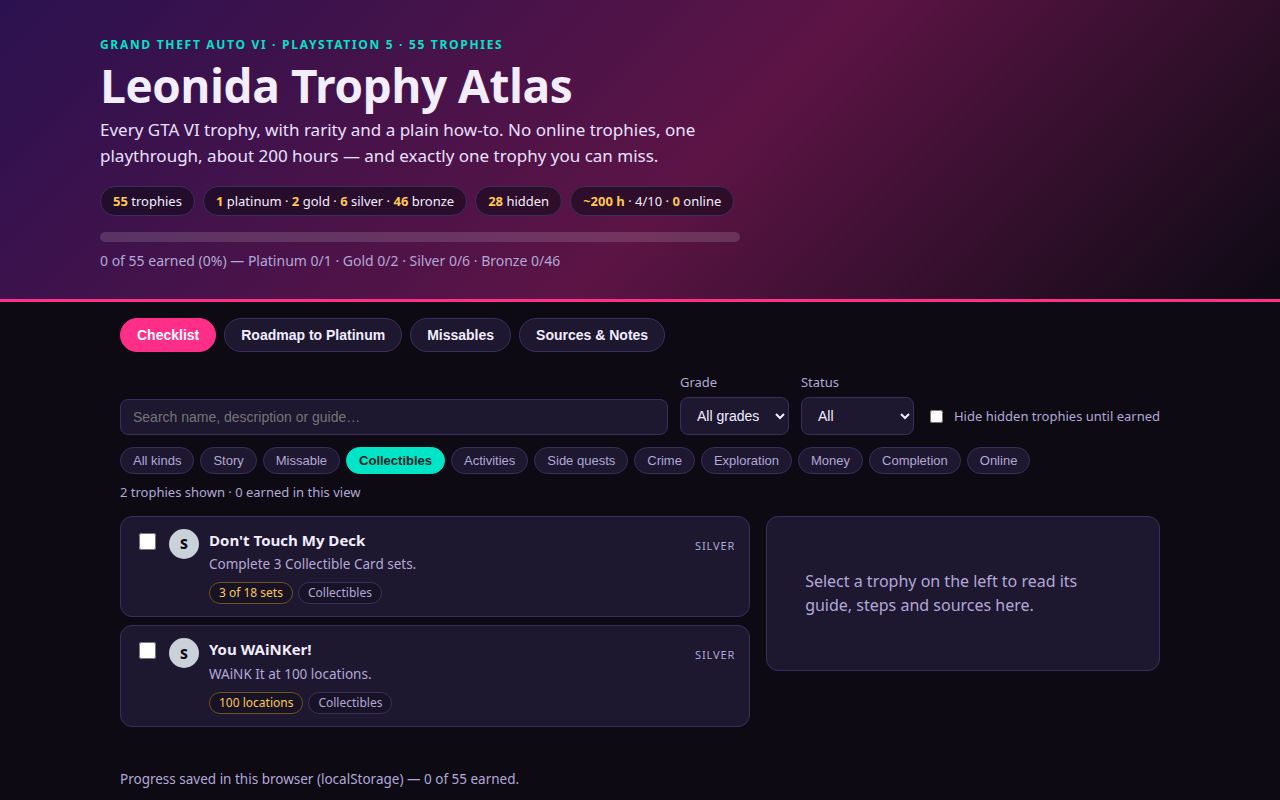 GRAND THEFT AUTO VI · PLAYSTATION 5 · 55 TROPHIES
Leonida Trophy Atlas
Every GTA VI trophy, with rarity and a plain how-to. No online trophies, one
playthrough, about 200 hours — and exactly one trophy you can miss.
55 trophies
1 platinum · 2 gold · 6 silver · 46 bronze
28 hidden
~200 h · 4/10 · 0 online
0 of 55 earned (0%) — Platinum 0/1 · Gold 0/2 · Silver 0/6 · Bronze 0/46
Checklist
Roadmap to Platinum
Missables
Sources & Notes
Grade
Status
Search name, description or guide…
All grades
All
Hide hidden trophies until earned
All kinds
Story
Missable
Collectibles
Activities
Side quests
Crime
Exploration
Money
Completion
Online
2 trophies shown · 0 earned in this view
S
Don't Touch My Deck
SILVER
Complete 3 Collectible Card sets.
3 of 18 sets
Collectibles
S
You WAiNKer!
SILVER
WAiNK It at 100 locations.
100 locations
Collectibles
Select a trophy on the left to read its
guide, steps and sources here.
Progress saved in this browser (localStorage) — 0 of 55 earned.